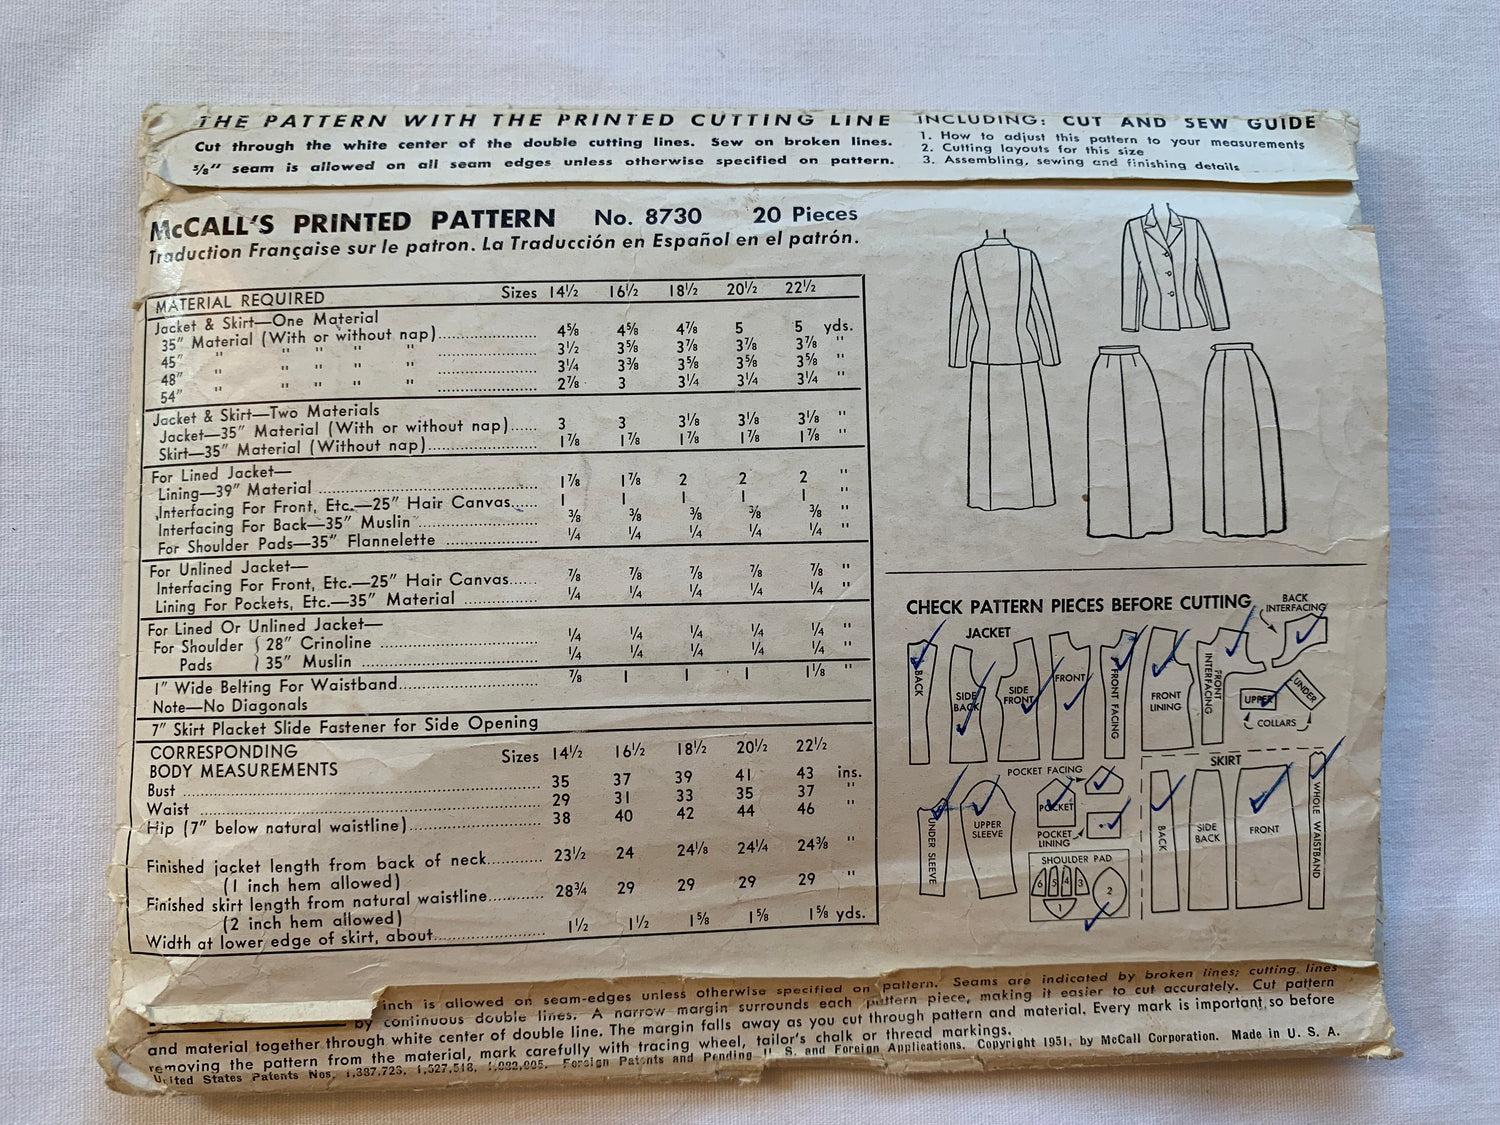 THE PATTERN WITH THE PRINTED CUTTING LINE
Cut through the white center of the double cutting lines. Sew on broken lines.
5/8" seam is allowed on all seam edges unless otherwise specified on pattern.
INCLUDING: CUT AND SEW GUIDE
1. How to adjust this pattern to your measurements
2. Cutting layouts for this size
3. Assembling, sewing and finishing details
McCALL'S PRINTED PATTERN No. 8730 20 Pieces
Traduction Française sur le patron. La Traducción en Español en el patrón.
MATERIAL REQUIRED Sizes 14½ 16½ 18½ 20½ 22½
Jacket & Skirt—One Material
35" Material (With or without nap) 4⅝ 4⅝ 4⅞ 5 5 yds.
45" " " " " 3½ 3⅝ 3⅞ 3⅞ 3⅞ "
48" " " " " 3¼ 3⅜ 3⅝ 3⅝ 3⅝ "
54" " " " " 2⅞ 3 3¼ 3¼ 3¼ "
Jacket & Skirt—Two Materials
Jacket—35" Material (With or without nap) 3 3 3⅛ 3⅛ 3⅛ "
Skirt—35" Material (Without nap) 1⅞ 1⅞ 1⅞ 1⅞ 1⅞ "
For Lined Jacket—
Lining—39" Material 1⅞ 1⅞ 2 2 2 "
Interfacing For Front, Etc.—25" Hair Canvas 1 1 1 1 1 "
Interfacing For Back—35" Muslin ⅜ ⅜ ⅜ ⅜ ⅜ "
For Shoulder Pads—35" Flannelette ¼ ¼ ¼ ¼ ¼ "
For Unlined Jacket—
Interfacing For Front, Etc.—25" Hair Canvas ⅞ ⅞ ⅞ ⅞ ⅞ "
Lining For Pockets, Etc.—35" Material ¼ ¼ ¼ ¼ ¼ "
For Lined Or Unlined Jacket—
For Shoulder { 28" Crinoline ¼ ¼ ¼ ¼ ¼ "
Pads } 35" Muslin ¼ ¼ ¼ ¼ ¼ "
1" Wide Belting For Waistband ⅞ 1 1 1 1⅛ "
Note—No Diagonals
7" Skirt Placket Slide Fastener for Side Opening
CORRESPONDING
BODY MEASUREMENTS Sizes 14½ 16½ 18½ 20½ 22½
Bust 35 37 39 41 43 ins.
Waist 29 31 33 35 37 "
Hip (7" below natural waistline) 38 40 42 44 46 "
Finished jacket length from back of neck 23½ 24 24⅛ 24¼ 24⅜ "
(1 inch hem allowed)
Finished skirt length from natural waistline 28¾ 29 29 29 29 "
(2 inch hem allowed)
Width at lower edge of skirt, about 1½ 1½ 1⅝ 1⅝ 1⅝ yds.
CHECK PATTERN PIECES BEFORE CUTTING
JACKET
BACK
INTERFACING
BACK
SIDE
BACK
SIDE
FRONT
FRONT
FRONT FACING
FRONT
LINING
FRONT
INTERFACING
UPPER
UNDER
COLLARS
UNDER SLEEVE
UPPER
SLEEVE
POCKET FACING
POCKET
POCKET
LINING
SHOULDER PAD
6 5 4 3
1
2
SKIRT
BACK
SIDE
BACK
FRONT
WHOLE WAISTBAND
inch is allowed on seam-edges unless otherwise specified on pattern. Seams are indicated by broken lines; cutting lines
by continuous double lines. A narrow margin surrounds each pattern piece, making it easier to cut accurately. Cut pattern
and material together through white center of double line. The margin falls away as you cut through pattern and material. Every mark is important so before
removing the pattern from the material, mark carefully with tracing wheel, tailor's chalk or thread markings.
United States Patents Nos. 1,387,723, 1,527,518, Foreign Patents and Pending U. S. and Foreign Applications. Copyright 1951, by McCall Corporation. Made in U. S. A.